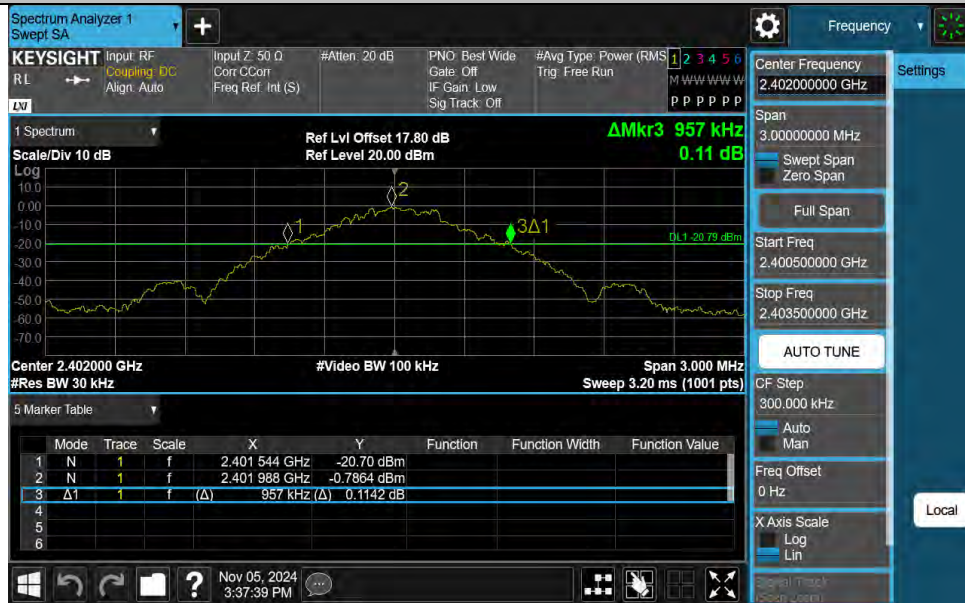 Spectrum Analyzer 1
Swept SA
+
Frequency
KEYSIGHT
RL
LXI
Input: RF
Coupling: DC
Align: Auto
Input Z: 50 Ω
Corr CCorr
Freq Ref: Int (S)
#Atten: 20 dB
PNO: Best Wide
Gate: Off
IF Gain: Low
Sig Track: Off
#Avg Type: Power (RMS
Trig: Free Run
1 2 3 4 5 6
M W W W W W
P P P P P P
Center Frequency
2.402000000 GHz
Settings
Span
3.00000000 MHz
Swept Span
Zero Span
Full Span
Start Freq
2.400500000 GHz
Stop Freq
2.403500000 GHz
AUTO TUNE
CF Step
300.000 kHz
Auto
Man
Freq Offset
0 Hz
X Axis Scale
Log
Lin
Signal Track
(Span Zoom)
Local
1 Spectrum
Scale/Div 10 dB
Ref Lvl Offset 17.80 dB
Ref Level 20.00 dBm
ΔMkr3 957 kHz
0.11 dB
Log
10.0
0.00
-10.0
-20.0
-30.0
-40.0
-50.0
-60.0
-70.0
1
2
3Δ1
DL1 -20.79 dBm
Center 2.402000 GHz
#Video BW 100 kHz
Span 3.000 MHz
#Res BW 30 kHz
Sweep 3.20 ms (1001 pts)
5 Marker Table
Mode Trace Scale X Y Function Function Width Function Value
1 N 1 f 2.401 544 GHz -20.70 dBm
2 N 1 f 2.401 988 GHz -0.7864 dBm
3 Δ1 1 f (Δ) 957 kHz (Δ) 0.1142 dB
4
5
6
?
Nov 05, 2024
3:37:39 PM